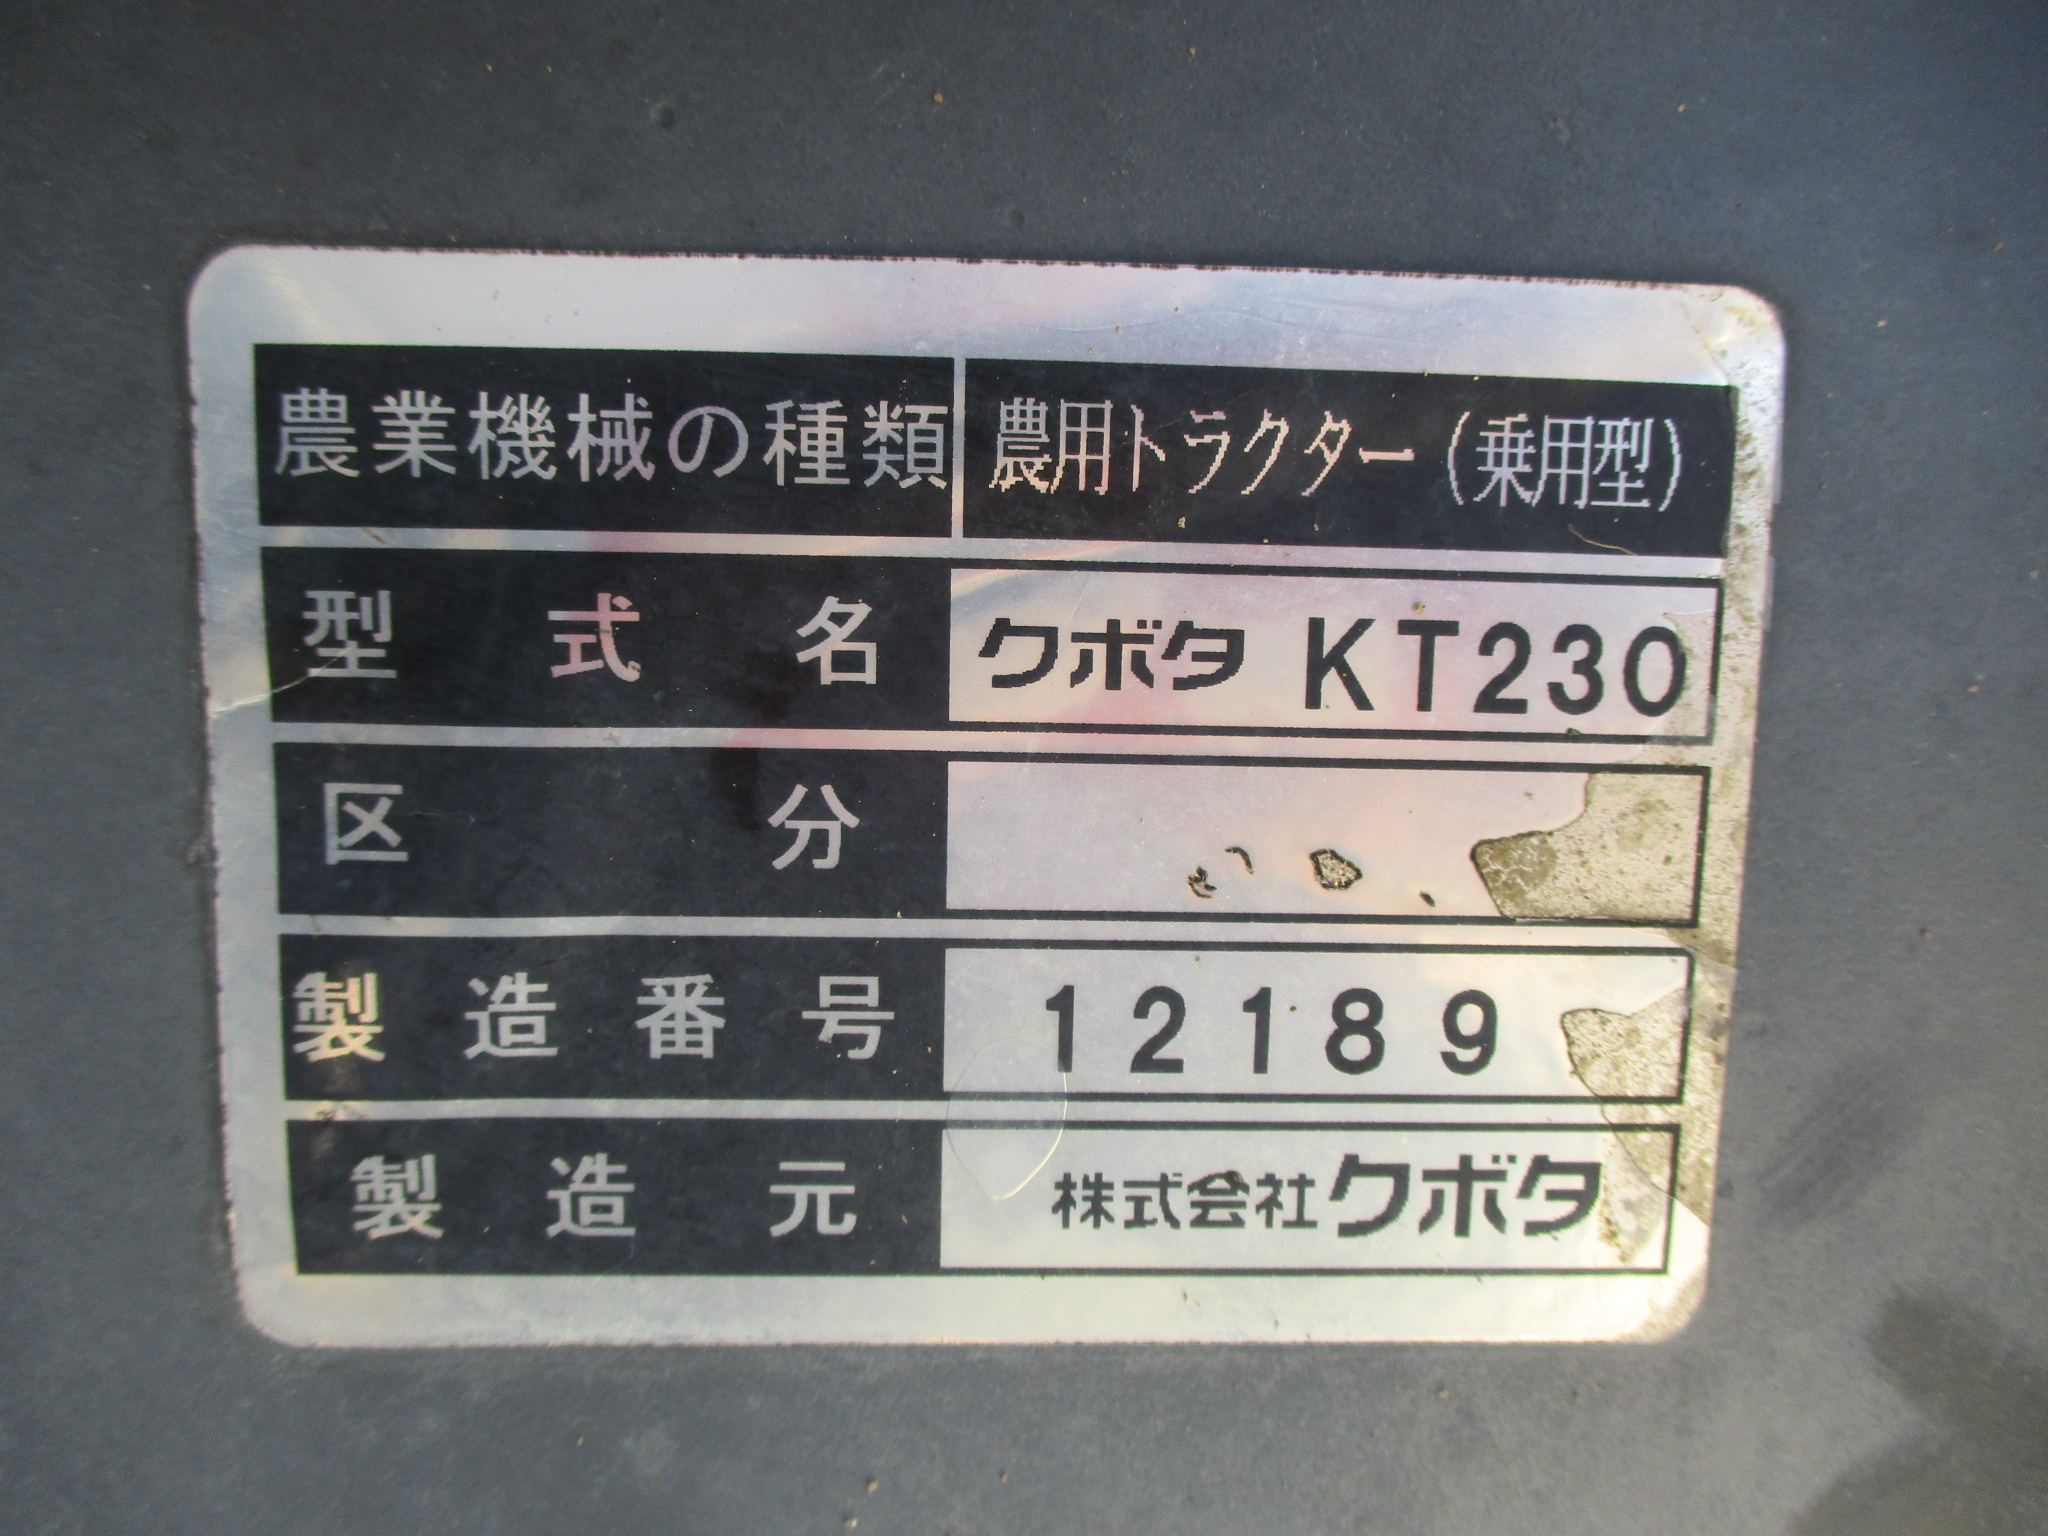 農業機械の種類 農用トラクター(乗用型)
型式名 クボタ KT230
区分
製造番号 12189
製造元 株式会社クボタ